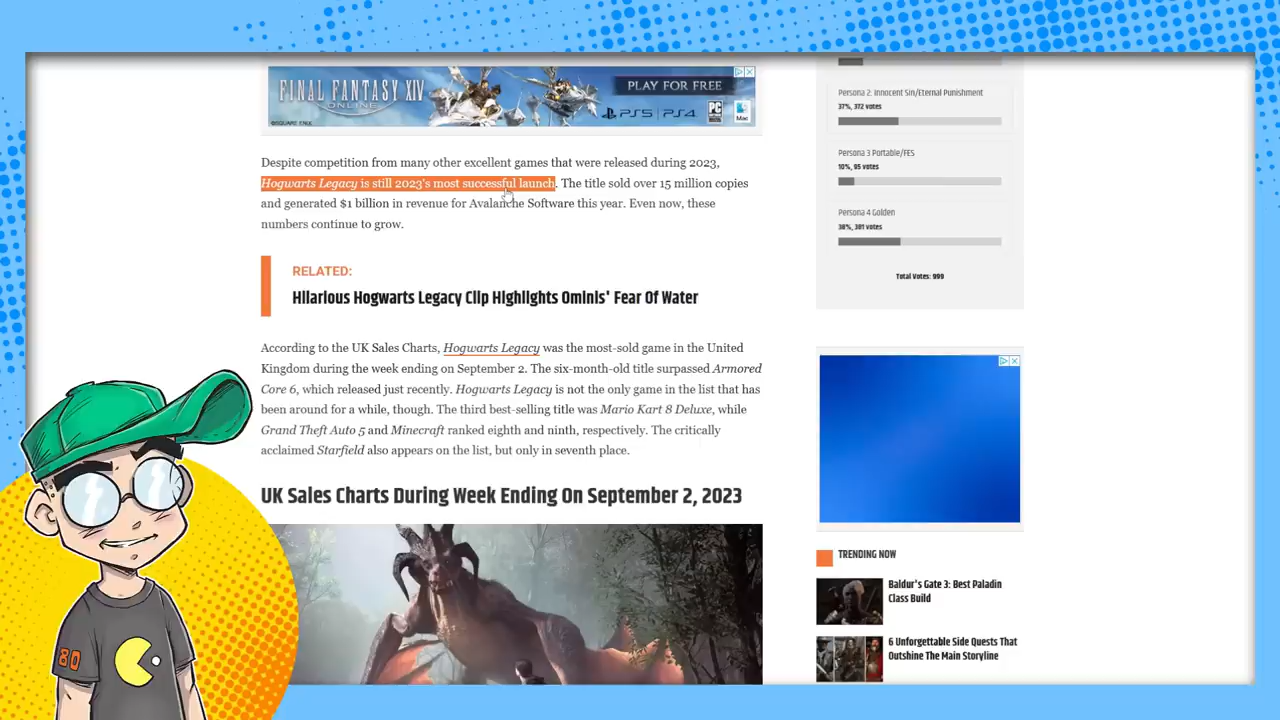 FINAL FANTASY XIV
ONLINE
©SQUARE ENIX
PLAY FOR FREE
PS5 PS4
PC
Mac
Despite competition from many other excellent games that were released during 2023,
Hogwarts Legacy is still 2023's most successful launch. The title sold over 15 million copies
and generated $1 billion in revenue for Avalanche Software this year. Even now, these
numbers continue to grow.
RELATED:
Hilarious Hogwarts Legacy Clip Highlights Ominis' Fear Of Water
According to the UK Sales Charts, Hogwarts Legacy was the most-sold game in the United
Kingdom during the week ending on September 2. The six-month-old title surpassed Armored
Core 6, which released just recently. Hogwarts Legacy is not the only game in the list that has
been around for a while, though. The third best-selling title was Mario Kart 8 Deluxe, while
Grand Theft Auto 5 and Minecraft ranked eighth and ninth, respectively. The critically
acclaimed Starfield also appears on the list, but only in seventh place.
UK Sales Charts During Week Ending On September 2, 2023
Persona 2: Innocent Sin/Eternal Punishment
37%, 372 votes
Persona 3 Portable/FES
10%, 95 votes
Persona 4 Golden
38%, 381 votes
Total Votes: 999
TRENDING NOW
Baldur's Gate 3: Best Paladin
Class Build
6 Unforgettable Side Quests That
Outshine The Main Storyline
80